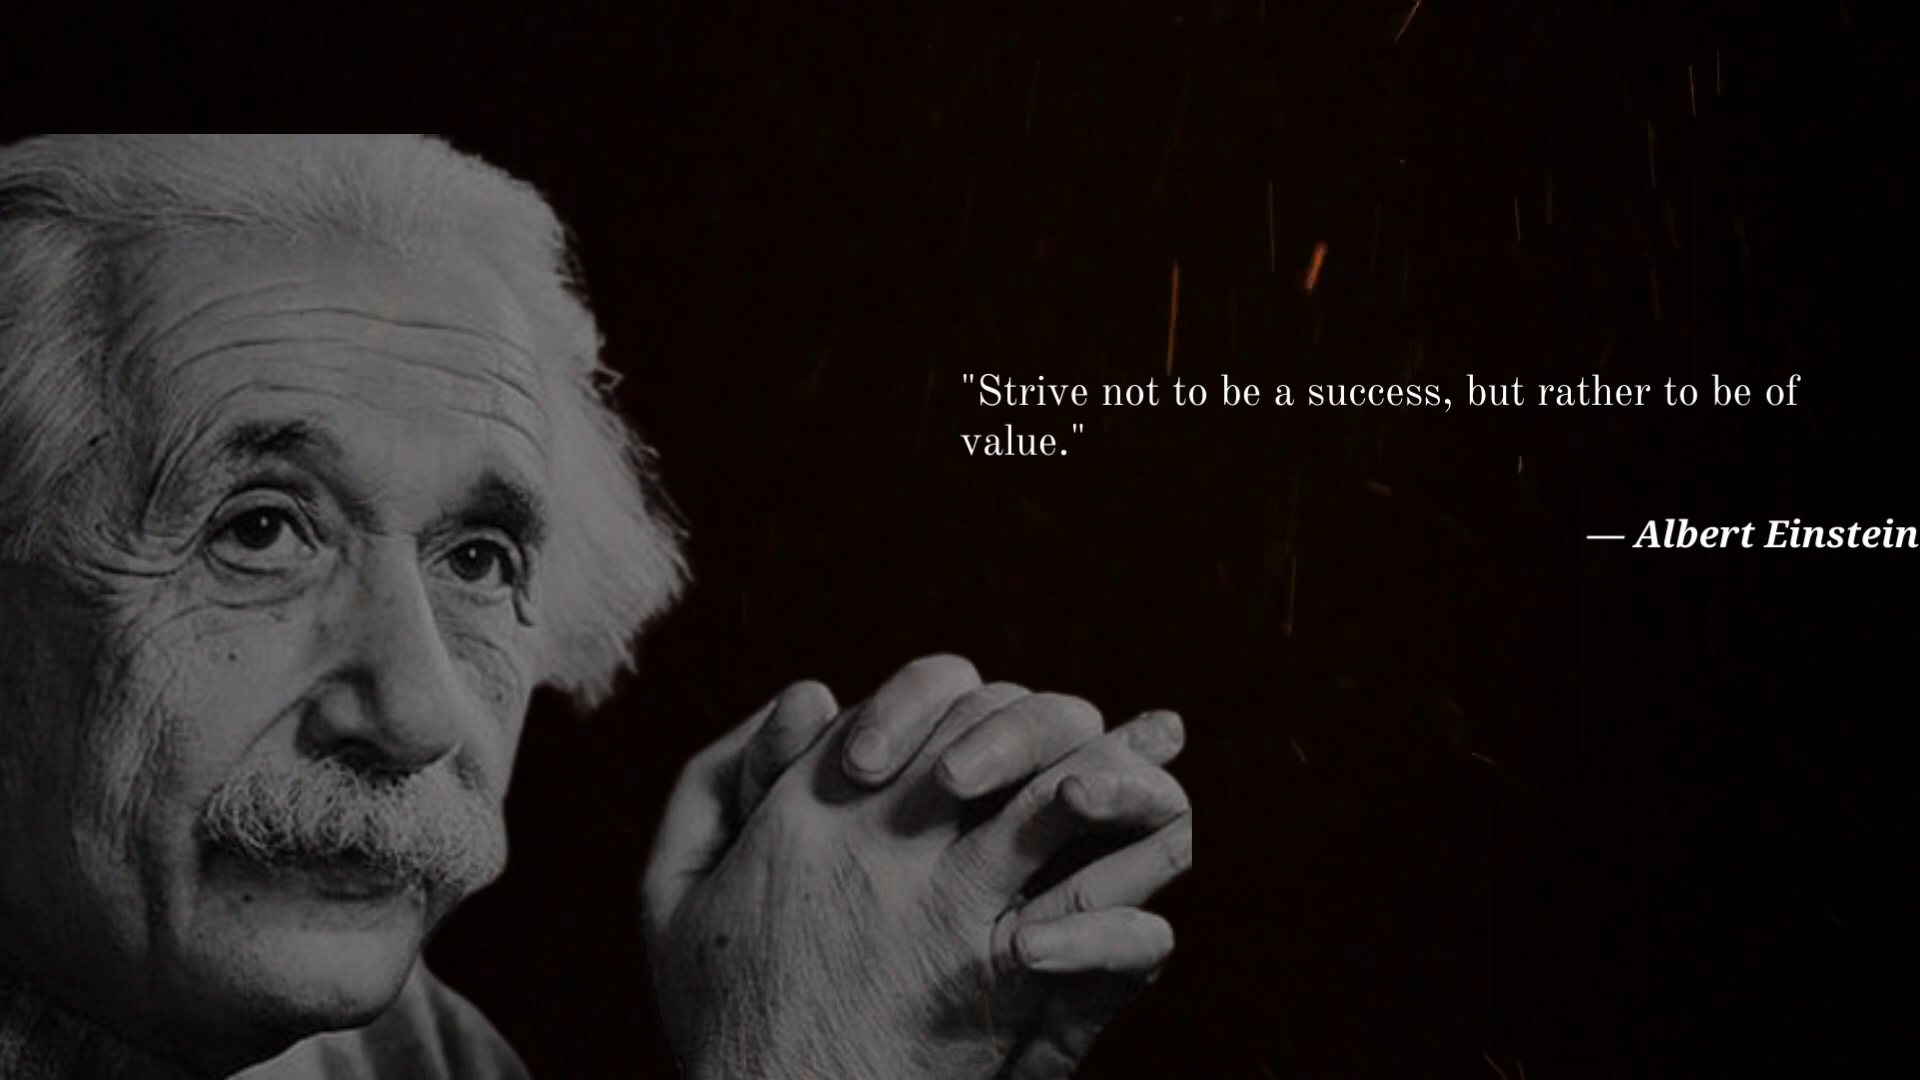 "Strive not to be a success, but rather to be of
value."
— Albert Einstein